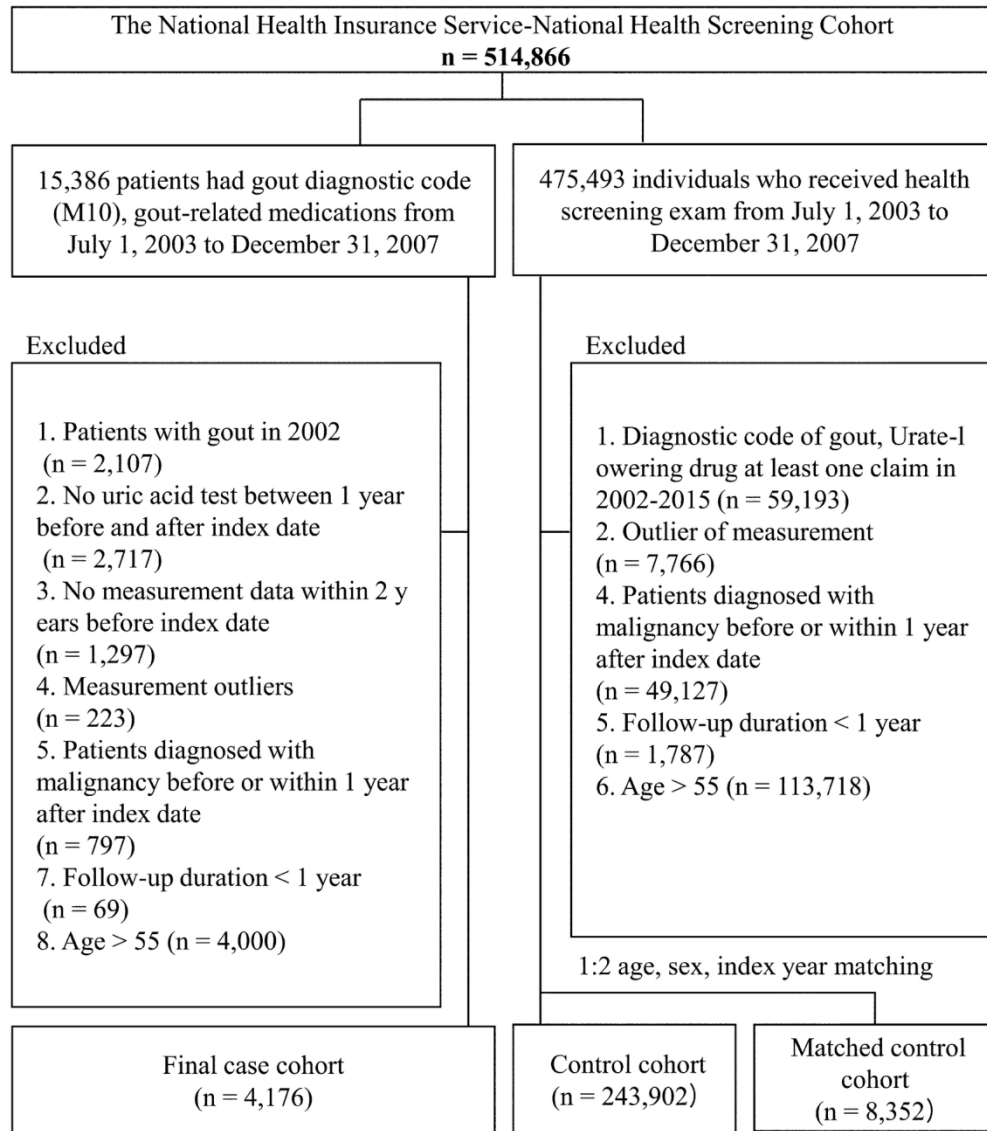 The National Health Insurance Service-National Health Screening Cohort
n = 514,866
15,386 patients had gout diagnostic code
(M10), gout-related medications from
July 1, 2003 to December 31, 2007
475,493 individuals who received health
screening exam from July 1, 2003 to
December 31, 2007
Excluded
1. Patients with gout in 2002
(n = 2,107)
2. No uric acid test between 1 year
before and after index date
(n = 2,717)
3. No measurement data within 2 y
ears before index date
(n = 1,297)
4. Measurement outliers
(n = 223)
5. Patients diagnosed with
malignancy before or within 1 year
after index date
(n = 797)
7. Follow-up duration < 1 year
(n = 69)
8. Age > 55 (n = 4,000)
Excluded
1. Diagnostic code of gout, Urate-l
owering drug at least one claim in
2002-2015 (n = 59,193)
2. Outlier of measurement
(n = 7,766)
4. Patients diagnosed with
malignancy before or within 1 year
after index date
(n = 49,127)
5. Follow-up duration < 1 year
(n = 1,787)
6. Age > 55 (n = 113,718)
1:2 age, sex, index year matching
Final case cohort
(n = 4,176)
Control cohort
(n = 243,902)
Matched control
cohort
(n = 8,352)